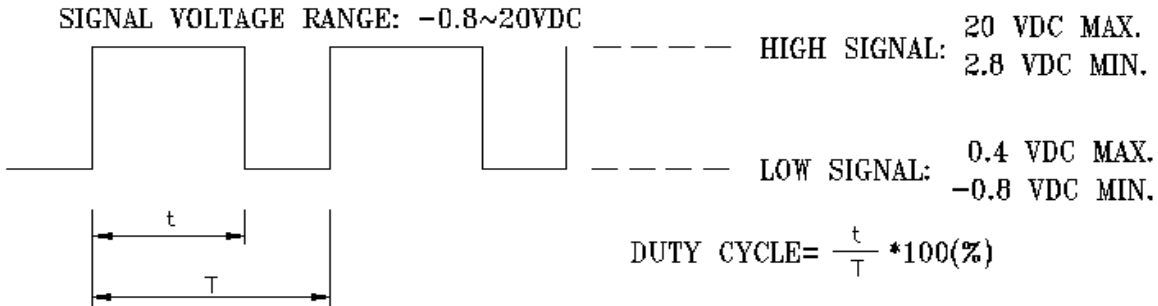 SIGNAL VOLTAGE RANGE: -0.8~20VDC
HIGH SIGNAL: 20 VDC MAX.
2.8 VDC MIN.
LOW SIGNAL: 0.4 VDC MAX.
-0.8 VDC MIN.
t
T
DUTY CYCLE= t/T *100(%)